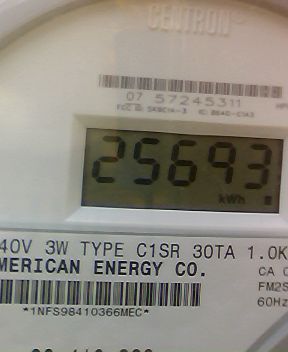 CENTRON
07 57245311
25693
kWh
40V 3W TYPE C1SR 30TA 1.0K
MERICAN ENERGY CO.
CA
FM2S
60Hz
*1NFS98410366MEC*